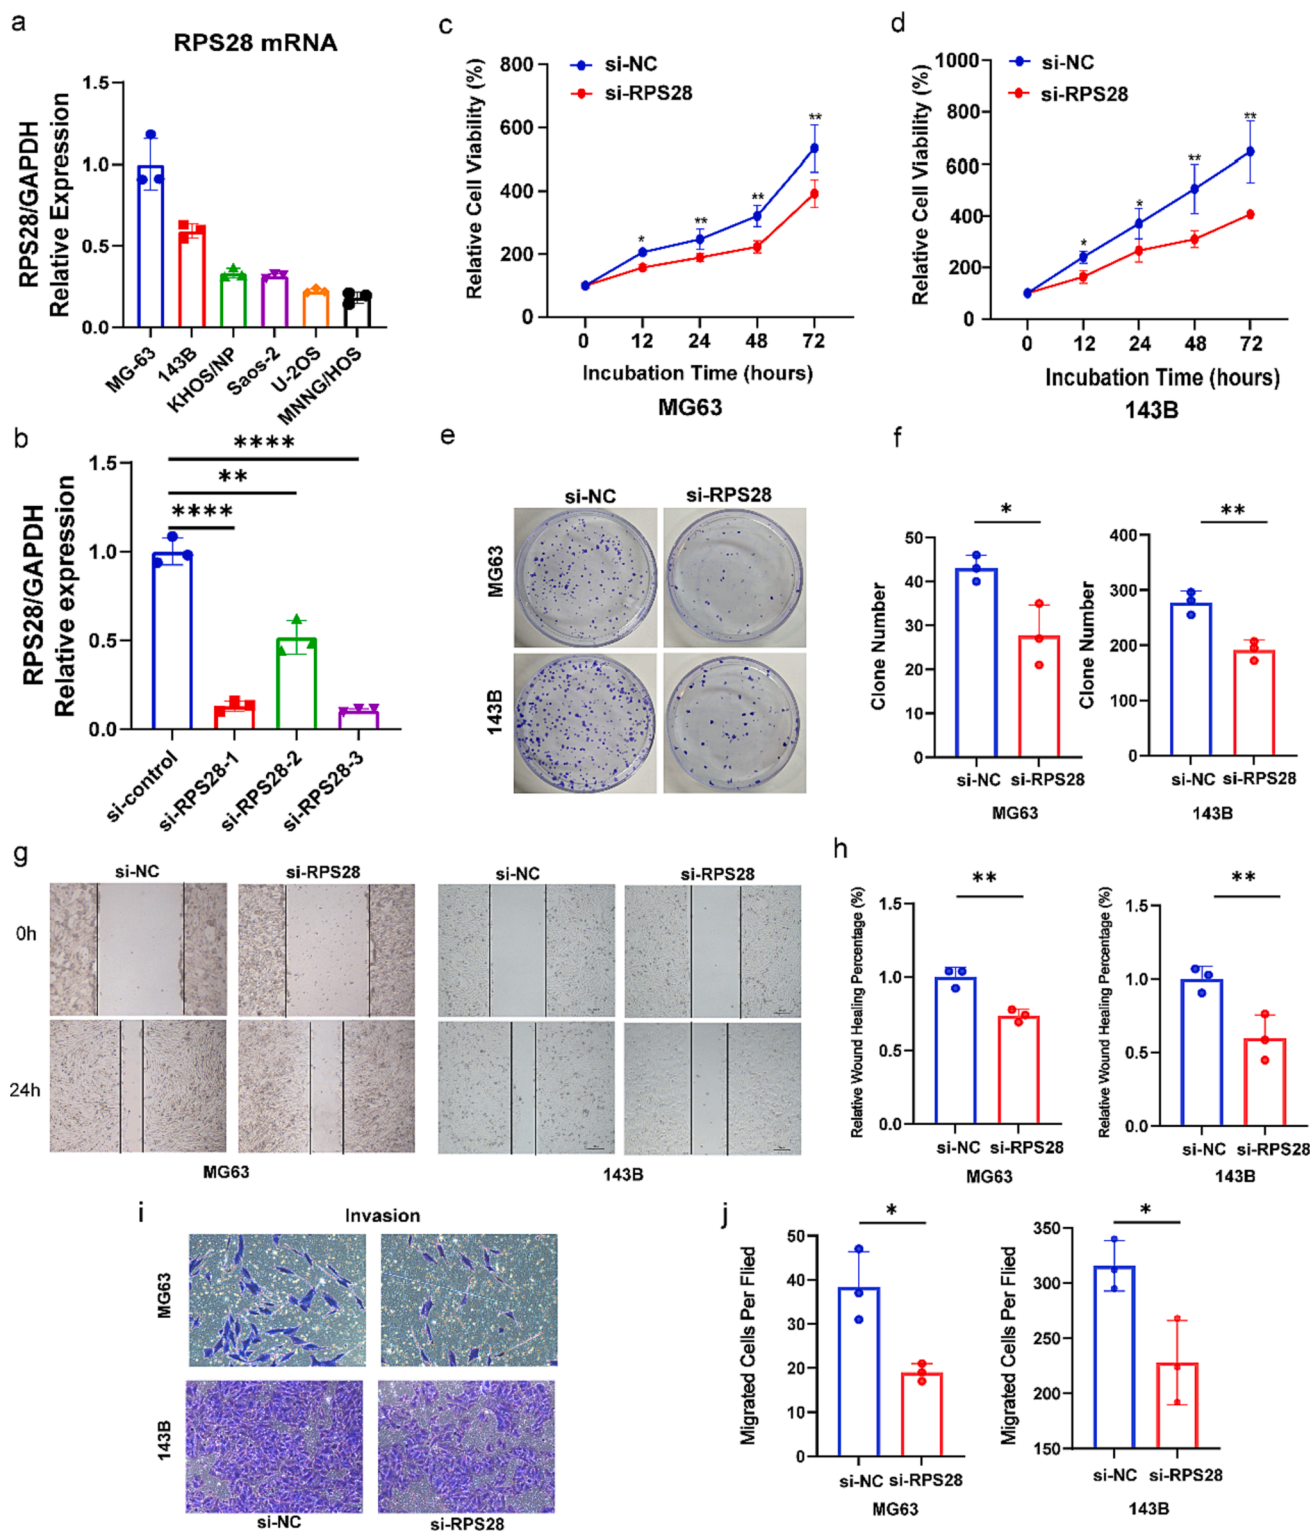 a
RPS28 mRNA
RPS28/GAPDH
Relative Expression
1.5
1.0
0.5
0.0
MG-63
143B
KHOS/NP
Saos-2
U-2OS
MNNG/HOS
c
si-NC
si-RPS28
Relative Cell Viability (%)
800
600
400
200
0
*
**
**
**
0 12 24 48 72
Incubation Time (hours)
MG63
d
si-NC
si-RPS28
Relative Cell Viability (%)
1000
800
600
400
200
0
*
*
**
**
0 12 24 48 72
Incubation Time (hours)
143B
b
RPS28/GAPDH
Relative expression
1.5
1.0
0.5
0.0
****
**
****
si-control
si-RPS28-1
si-RPS28-2
si-RPS28-3
e
si-NC si-RPS28
MG63
143B
f
Clone Number
50
40
30
20
10
0
*
si-NC si-RPS28
MG63
Clone Number
400
300
200
100
0
**
si-NC si-RPS28
143B
g
si-NC si-RPS28 si-NC si-RPS28
0h
24h
MG63 143B
h
Relative Wound Healing Percentage (%)
1.5
1.0
0.5
0.0
**
si-NC si-RPS28
MG63
Relative Wound Healing Percentage (%)
1.5
1.0
0.5
0.0
**
si-NC si-RPS28
143B
i
Invasion
MG63
143B
si-NC si-RPS28
j
Migrated Cells Per Flied
50
40
30
20
10
0
*
si-NC si-RPS28
MG63
Migrated Cells Per Flied
350
300
250
200
150
*
si-NC si-RPS28
143B